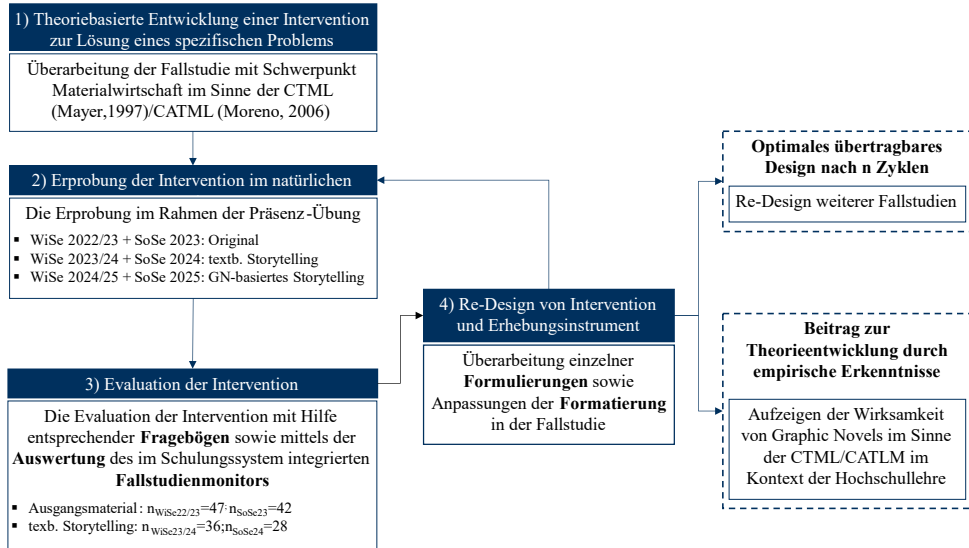 1) Theoriebasierte Entwicklung einer Intervention
zur Lösung eines spezifischen Problems
Überarbeitung der Fallstudie mit Schwerpunkt
Materialwirtschaft im Sinne der CTML
(Mayer,1997)/CATML (Moreno, 2006)
2) Erprobung der Intervention im natürlichen
Die Erprobung im Rahmen der Präsenz-Übung
▪ WiSe 2022/23 + SoSe 2023: Original
▪ WiSe 2023/24 + SoSe 2024: textb. Storytelling
▪ WiSe 2024/25 + SoSe 2025: GN-basiertes Storytelling
3) Evaluation der Intervention
Die Evaluation der Intervention mit Hilfe
entsprechender Fragebögen sowie mittels der
Auswertung des im Schulungssystem integrierten
Fallstudienmonitors
▪ Ausgangsmaterial: nWiSe22/23=47; nSoSe23=42
▪ texb. Storytelling: nWiSe23/24=36;nSoSe24=28
4) Re-Design von Intervention
und Erhebungsinstrument
Überarbeitung einzelner
Formulierungen sowie
Anpassungen der Formatierung
in der Fallstudie
Optimales übertragbares
Design nach n Zyklen
Re-Design weiterer Fallstudien
Beitrag zur
Theorieentwicklung durch
empirische Erkenntnisse
Aufzeigen der Wirksamkeit
von Graphic Novels im Sinne
der CTML/CATLM im
Kontext der Hochschullehre